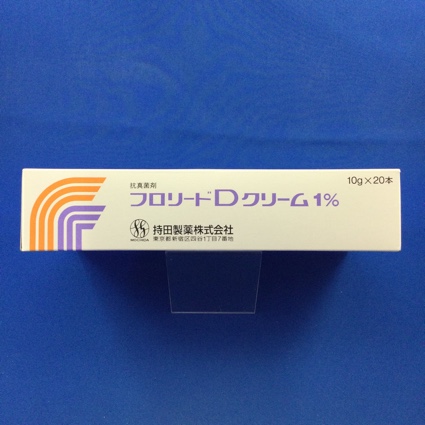 抗真菌剤
フロリードDクリーム1%
10g×20本
MOCHIDA
持田製薬株式会社
東京都新宿区四谷1丁目7番地